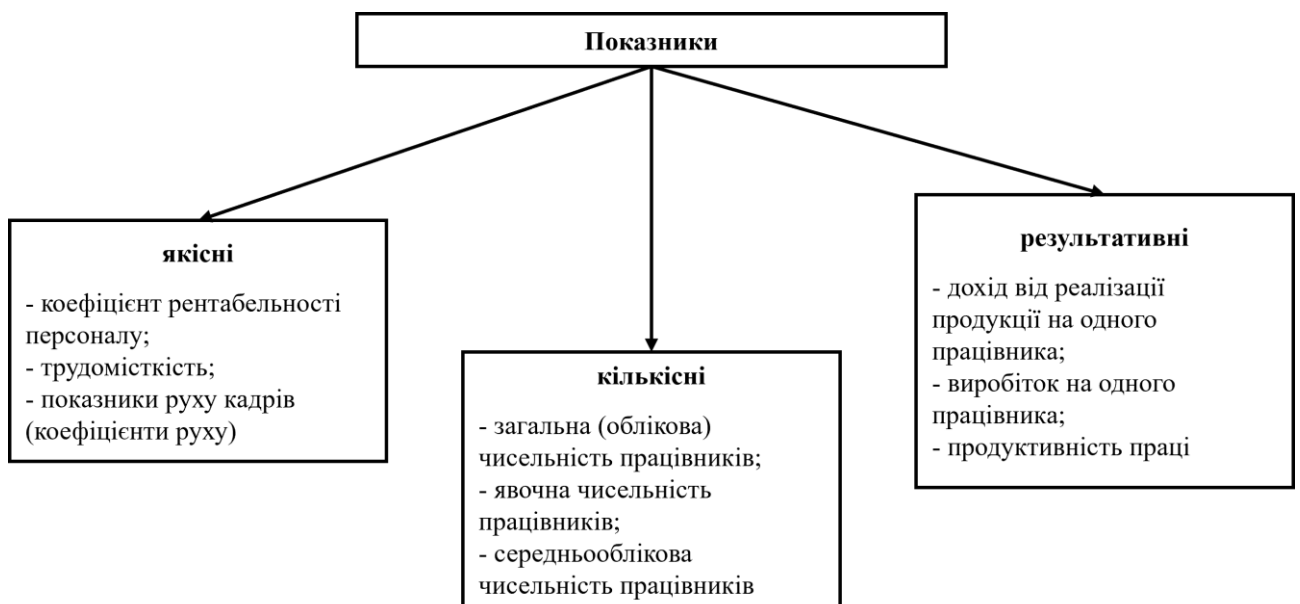 Показники
якісні
- коефіцієнт рентабельності
персоналу;
- трудомісткість;
- показники руху кадрів
(коефіцієнти руху)
кількісні
- загальна (облікова)
чисельність працівників;
- явочна чисельність
працівників;
- середньооблікова
чисельність працівників
результативні
- дохід від реалізації
продукції на одного
працівника;
- виробіток на одного
працівника;
- продуктивність праці